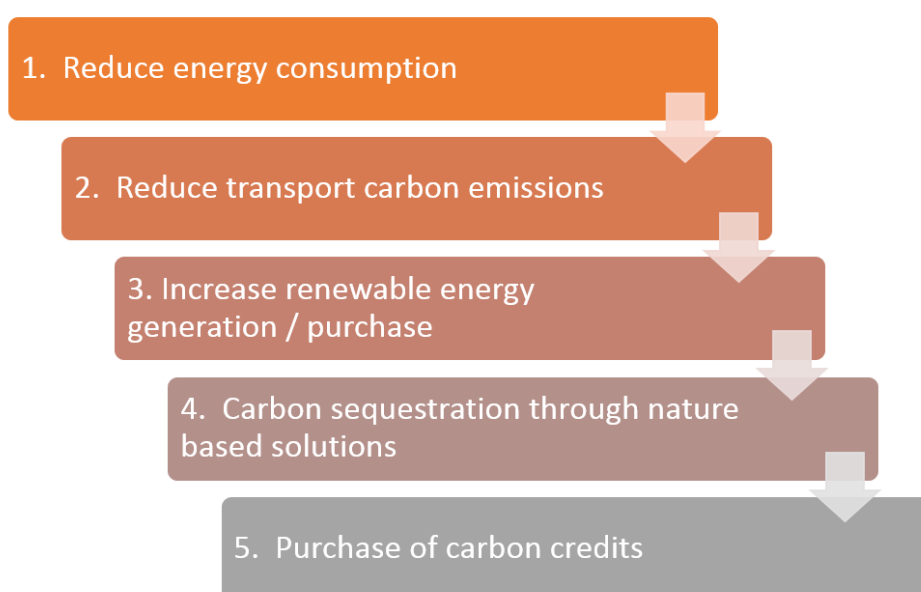 1. Reduce energy consumption
2. Reduce transport carbon emissions
3. Increase renewable energy
generation / purchase
4. Carbon sequestration through nature
based solutions
5. Purchase of carbon credits